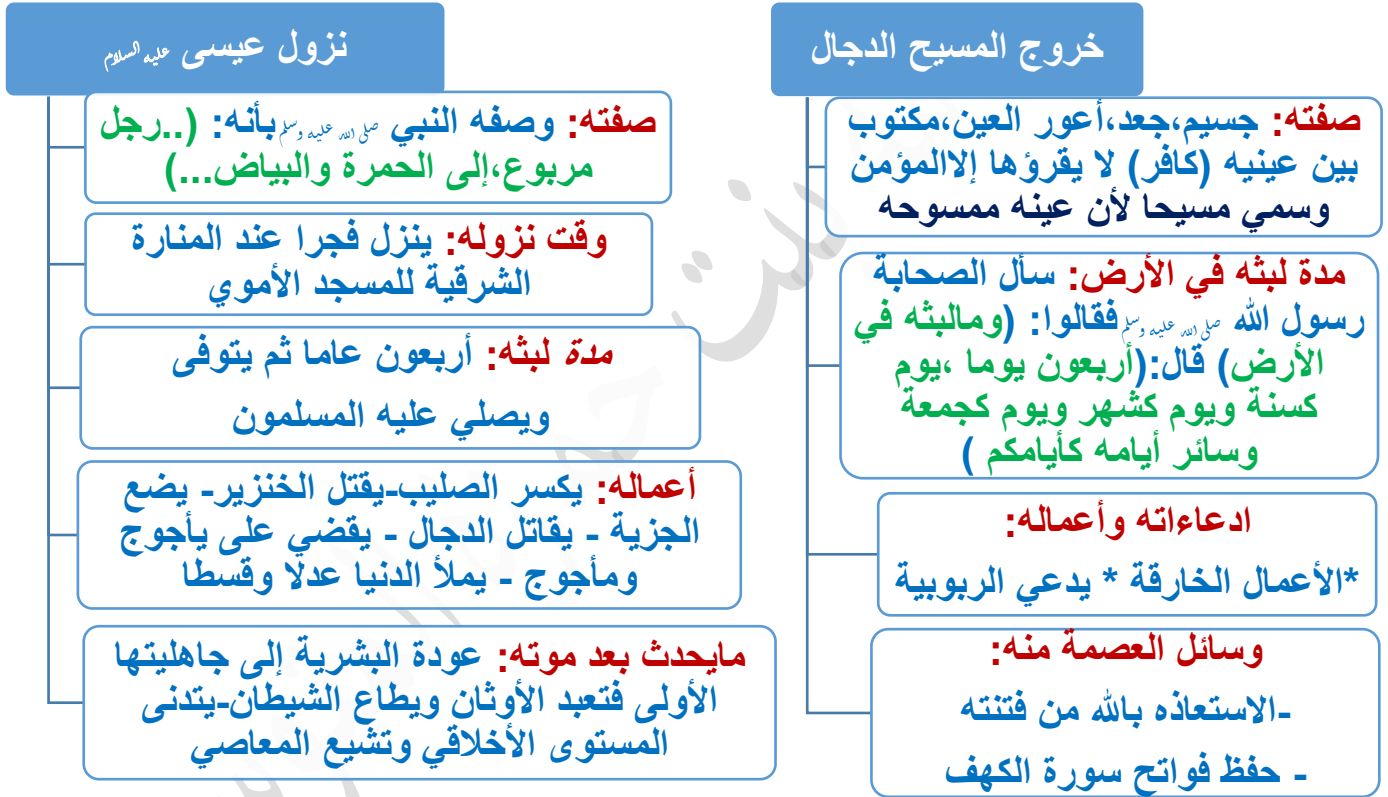 خروج المسيح الدجال
صفته: جسيم،جعد،أعور العين،مكتوب
بين عينيه (كافر) لا يقرؤها إلاالمؤمن
وسمي مسيحا لأن عينه ممسوحه
مدة لبثه في الأرض: سأل الصحابة
رسول الله صلى الله عليه وسلم فقالوا: (ومالبثه في
الأرض) قال:(أربعون يوما ،يوم
كسنة ويوم كشهر ويوم كجمعة
وسائر أيامه كأيامكم )
ادعاءاته وأعماله:
*الأعمال الخارقة * يدعي الربوبية
وسائل العصمة منه:
-الاستعاذه بالله من فتنته
- حفظ فواتح سورة الكهف
نزول عيسى عليه السلام
صفته: وصفه النبي صلى الله عليه وسلم بأنه: (..رجل
مربوع،إلى الحمرة والبياض...)
وقت نزوله: ينزل فجرا عند المنارة
الشرقية للمسجد الأموي
مدة لبثه: أربعون عاما ثم يتوفى
ويصلي عليه المسلمون
أعماله: يكسر الصليب-يقتل الخنزير- يضع
الجزية - يقاتل الدجال - يقضي على يأجوج
ومأجوج - يملأ الدنيا عدلا وقسطا
مايحدث بعد موته: عودة البشرية إلى جاهليتها
الأولى فتعبد الأوثان ويطاع الشيطان-يتدنى
المستوى الأخلاقي وتشيع المعاصي